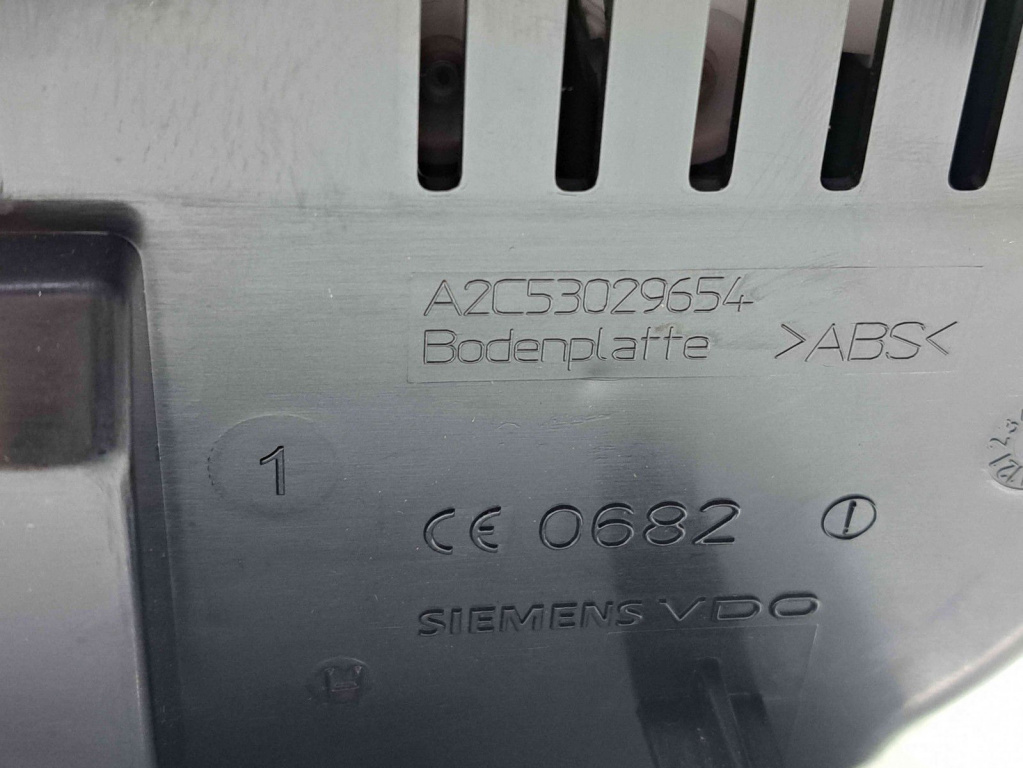 A2C53029654
Bodenplatte >ABS<
1
CE 0682 !
SIEMENS VDO